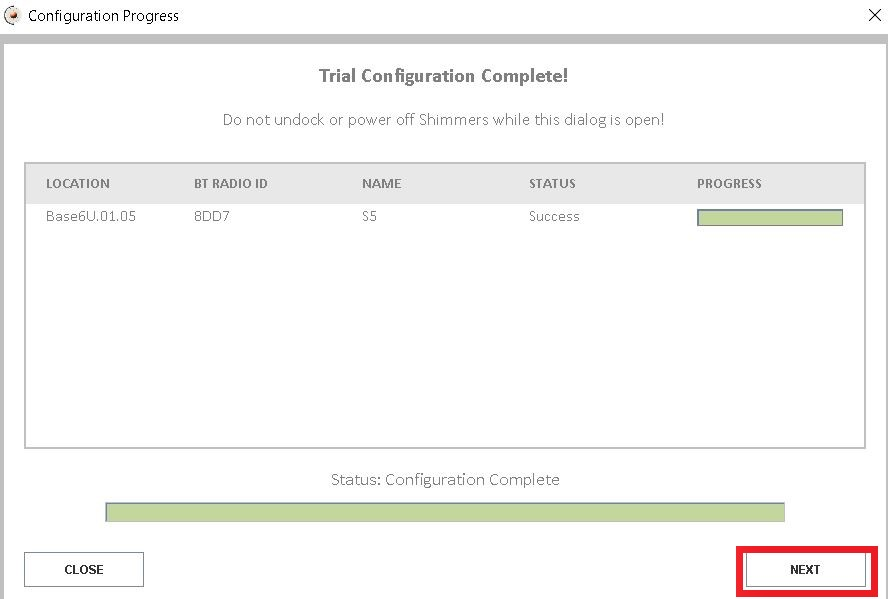 Configuration Progress
Trial Configuration Complete!
Do not undock or power off Shimmers while this dialog is open!
LOCATION BT RADIO ID NAME STATUS PROGRESS
Base6U.01.05 8DD7 S5 Success
Status: Configuration Complete
CLOSE NEXT